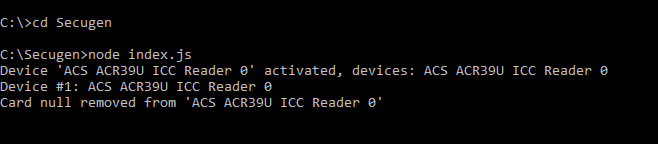 C:\>cd Secugen
C:\Secugen>node index.js
Device 'ACS ACR39U ICC Reader 0' activated, devices: ACS ACR39U ICC Reader 0
Device #1: ACS ACR39U ICC Reader 0
Card null removed from 'ACS ACR39U ICC Reader 0'